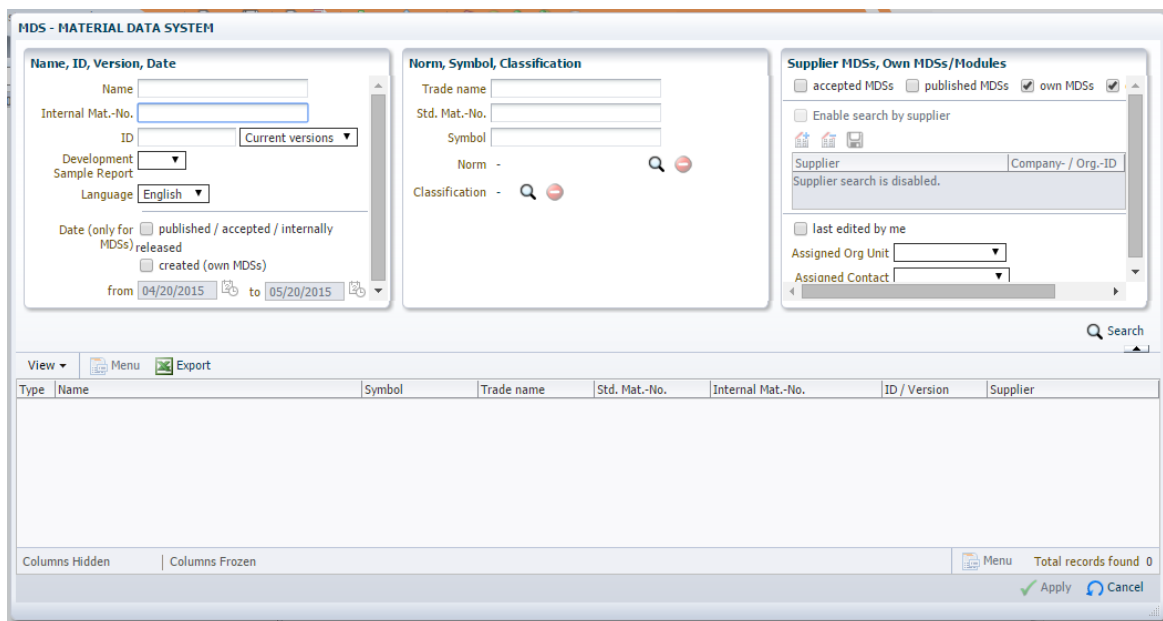 MDS - MATERIAL DATA SYSTEM
Name, ID, Version, Date
Name
Internal Mat.-No.
ID Current versions
Development
Sample Report
Language English
Date (only for published / accepted / internally
MDSs) released
created (own MDSs)
from 04/20/2015 to 05/20/2015
Norm, Symbol, Classification
Trade name
Std. Mat.-No.
Symbol
Norm -
Classification -
Supplier MDSs, Own MDSs/Modules
accepted MDSs published MDSs own MDSs
Enable search by supplier
Supplier Company- / Org.-ID
Supplier search is disabled.
last edited by me
Assigned Org Unit
Assigned Contact
Search
View Menu Export
Type Name Symbol Trade name Std. Mat.-No. Internal Mat.-No. ID / Version Supplier
Columns Hidden Columns Frozen Menu Total records found 0
Apply Cancel